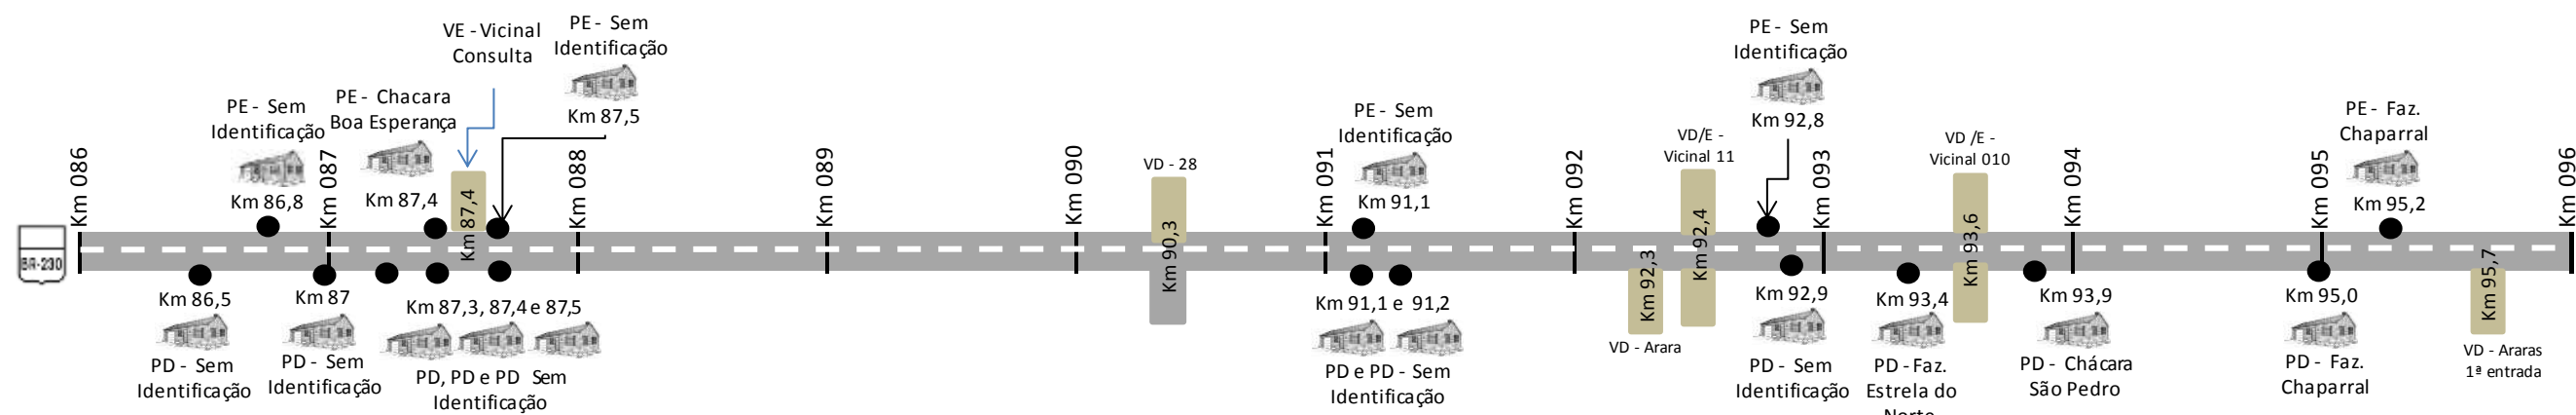 VE - Vicinal
Consulta
PE - Sem
Identificação
Km 87,5
PE - Sem
Identificação
Km 86,8
PE - Chacara
Boa Esperança
Km 87,4
PE - Sem
Identificação
Km 91,1
PE - Sem
Identificação
Km 92,8
PE - Faz.
Chaparral
Km 95,2
VD - 28
VD/E -
Vicinal 11
VD /E -
Vicinal 010
Km 086
Km 087
Km 088
Km 089
Km 090
Km 091
Km 092
Km 093
Km 094
Km 095
Km 096
BR-230
Km 87,4
Km 90,3
Km 92,3
Km 92,4
Km 93,6
Km 95,7
Km 86,5
PD - Sem
Identificação
Km 87
PD - Sem
Identificação
Km 87,3, 87,4 e 87,5
PD, PD e PD Sem
Identificação
Km 91,1 e 91,2
PD e PD - Sem
Identificação
VD - Arara
Km 92,9
PD - Sem
Identificação
Km 93,4
PD - Faz.
Estrela do
Norte
Km 93,9
PD - Chácara
São Pedro
Km 95,0
PD - Faz.
Chaparral
VD - Araras
1ª entrada